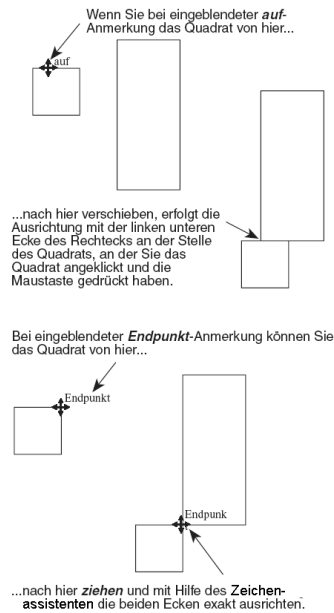 Wenn Sie bei eingeblendeter auf-
Anmerkung das Quadrat von hier...
auf
...nach hier verschieben, erfolgt die
Ausrichtung mit der linken unteren
Ecke des Rechtecks an der Stelle
des Quadrats, an der Sie das
Quadrat angeklickt und die
Maustaste gedrückt haben.
Bei eingeblendeter Endpunkt-Anmerkung können Sie
das Quadrat von hier...
Endpunkt
Endpunk
...nach hier ziehen und mit Hilfe des Zeichen-
assistenten die beiden Ecken exakt ausrichten.